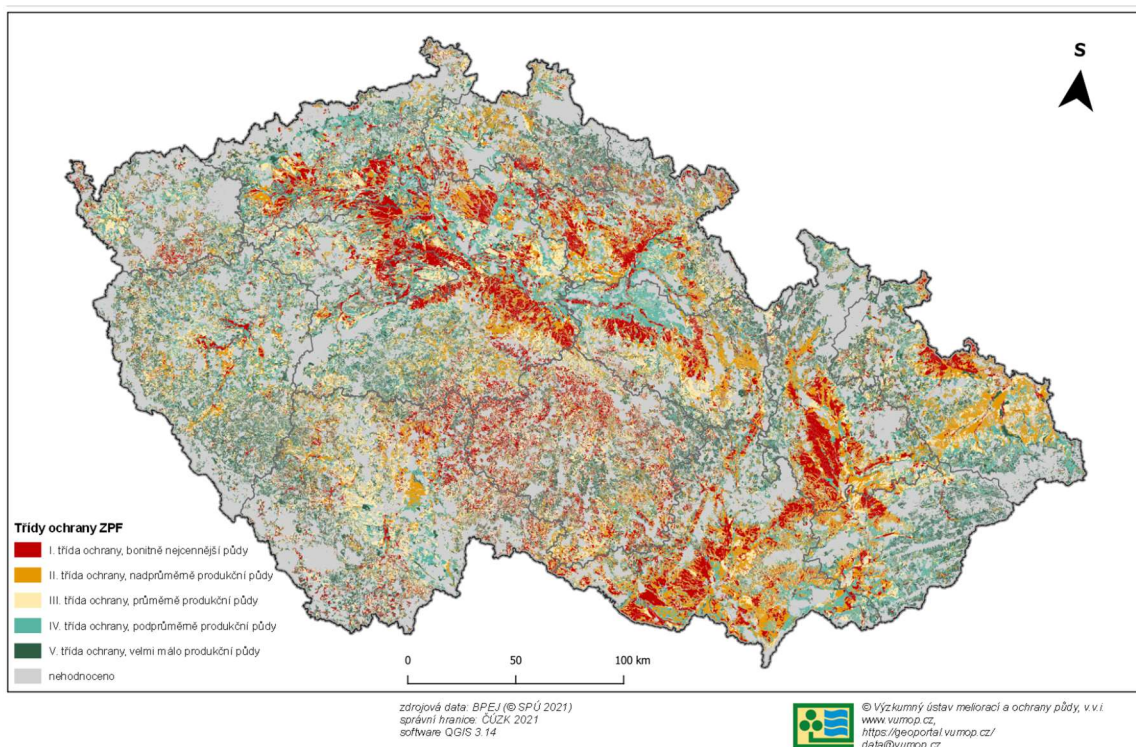 S
Třídy ochrany ZPF
I. třída ochrany, bonitně nejcennější půdy
II. třída ochrany, nadprůměrně produkční půdy
III. třída ochrany, průměrně produkční půdy
IV. třída ochrany, podprůměrně produkční půdy
V. třída ochrany, velmi málo produkční půdy
nehodnoceno
0 50 100 km
zdrojová data: BPEJ (© SPÚ 2021)
správní hranice: ČÚZK 2021
software QGIS 3.14
© Výzkumný ústav meliorací a ochrany půdy, v.v.i.
www.vumop.cz,
https://geoportal.vumop.cz/
data@vumop.cz